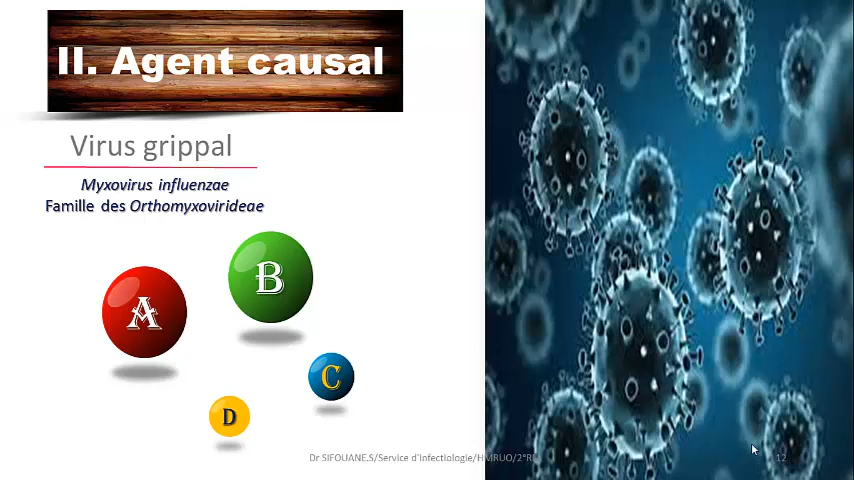 II. Agent causal
Virus grippal
Myxovirus influenzae
Famille des Orthomyxovirideae
A
B
C
D
Dr SIFOUANE.S/Service d'Infectiologie/HMRUO/2°RM
12